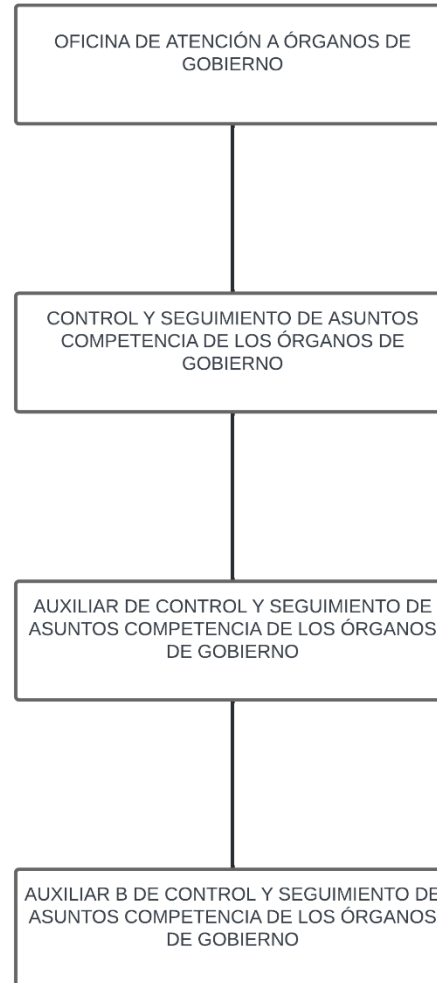 OFICINA DE ATENCIÓN A ÓRGANOS DE
GOBIERNO
CONTROL Y SEGUIMIENTO DE ASUNTOS
COMPETENCIA DE LOS ÓRGANOS DE
GOBIERNO
AUXILIAR DE CONTROL Y SEGUIMIENTO DE
ASUNTOS COMPETENCIA DE LOS ÓRGANOS
DE GOBIERNO
AUXILIAR B DE CONTROL Y SEGUIMIENTO DE
ASUNTOS COMPETENCIA DE LOS ÓRGANOS
DE GOBIERNO